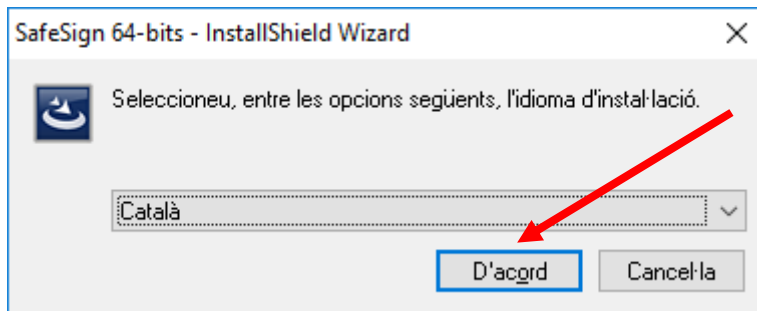 SafeSign 64-bits - InstallShield Wizard
Seleccioneu, entre les opcions següents, l'idioma d'instal·lació.
Català
D'acord
Cancel·la